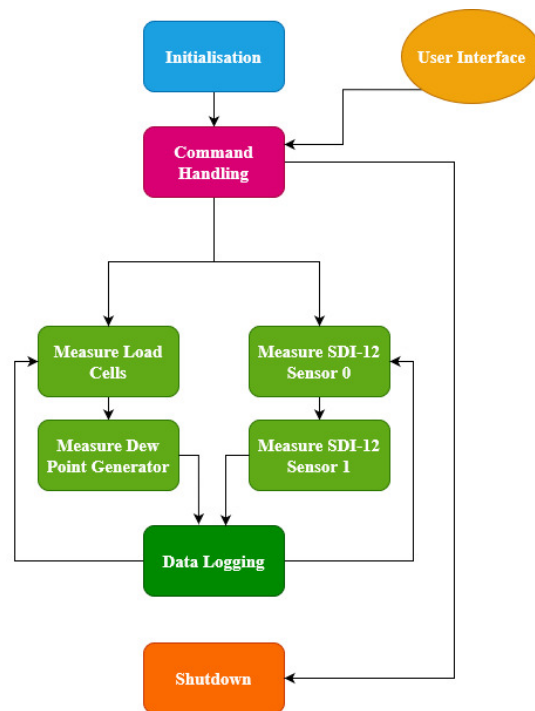 Initialisation
User Interface
Command
Handling
Measure Load
Cells
Measure SDI-12
Sensor 0
Measure Dew
Point Generator
Measure SDI-12
Sensor 1
Data Logging
Shutdown